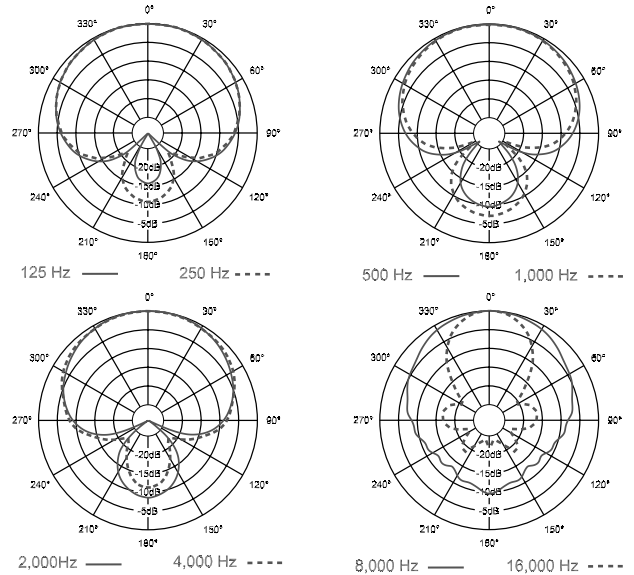 0° 0°
330° 30° 330° 30°
300° 60° 300° 60°
270° 90° 270° 90°
-20dB -20dB
-15dB -15dB
240° -10dB 120° 240° -10dB 120°
-5dB -5dB
210° 150° 210° 150°
180° 180°
125 Hz 250 Hz 500 Hz 1,000 Hz
0° 0°
330° 30° 330° 30°
300° 60° 300° 60°
270° 90° 270° 90°
-20dB -20dB
-15dB -15dB
240° -10dB 120° 240° -10dB 120°
-5dB -5dB
210° 150° 210° 150°
180° 180°
2,000Hz 4,000 Hz 8,000 Hz 16,000 Hz